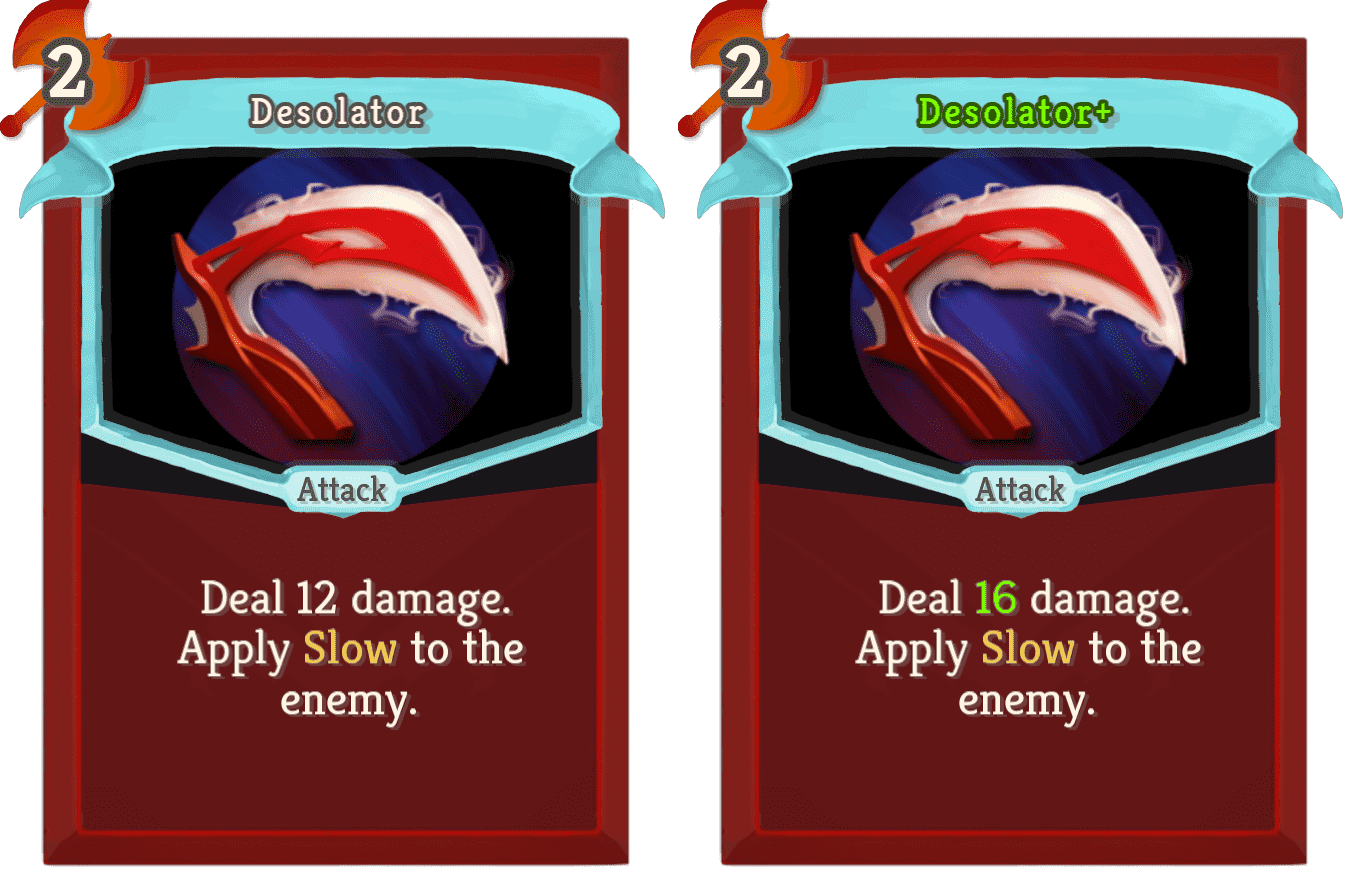 2
Desolator
Attack
Deal 12 damage.
Apply Slow to the
enemy.
2
Desolator+
Attack
Deal 16 damage.
Apply Slow to the
enemy.